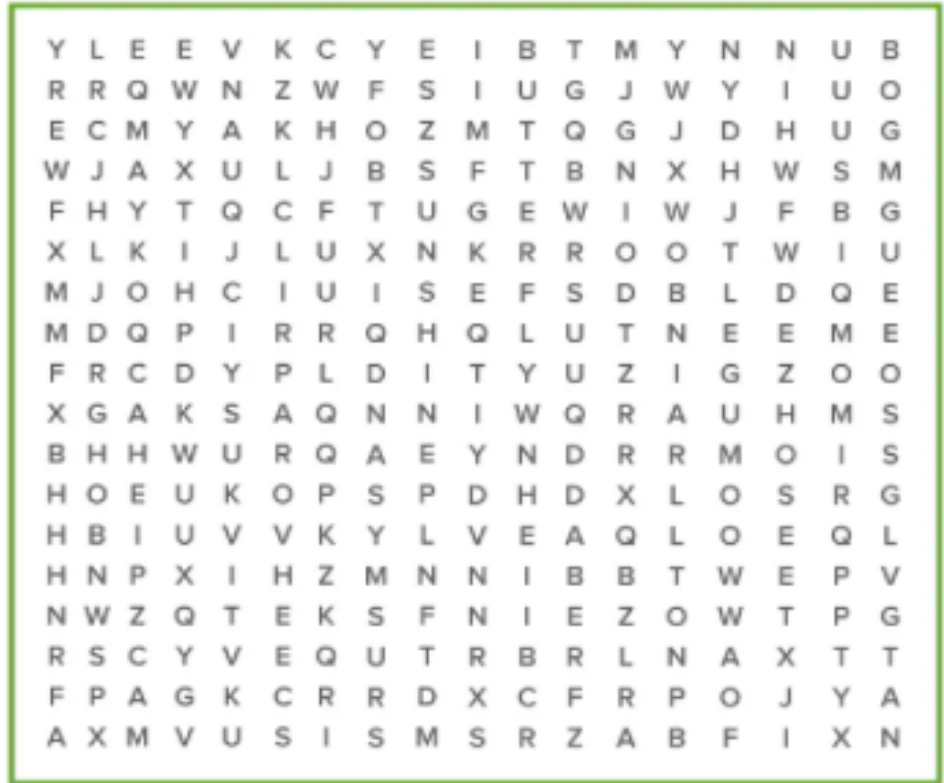 Y L E E V K C Y E I B T M Y N N U B
R R Q W N Z W F S I U G J W Y I U O
E C M Y A K H O Z M T Q G J D H U G
W J A X U L J B S F T B N X H W S M
F H Y T Q C F T U G E W I W J F B G
X L K I J L U X N K R R O O T W I U
M J O H C I U I S E F S D B L D Q E
M D Q P I R R Q H Q L U T N E E M E
F R C D Y P L D I T Y U Z I G Z O O
X G A K S A Q N N I W Q R A U H M S
B H H W U R Q A E Y N D R R M O I S
H O E U K O P S P D H D X L O S R G
H B I U V V K Y L V E A Q L O E Q L
H N P X I H Z M N N I B B T W E P V
N W Z Q T E K S F N I E Z O W T P G
R S C Y V E Q U T R B R L N A X T T
F P A G K C R R D X C F R P O J Y A
A X M V U S I S M S R Z A B F I X N